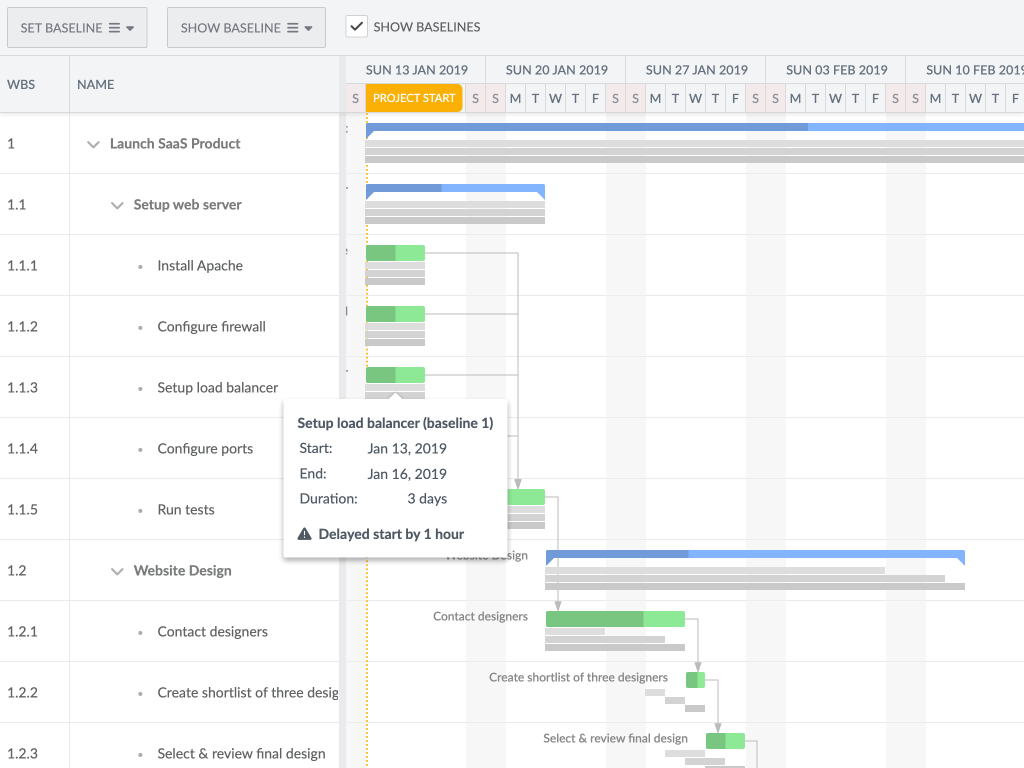 SET BASELINE
SHOW BASELINE
SHOW BASELINES
WBS
NAME
SUN 13 JAN 2019
SUN 20 JAN 2019
SUN 27 JAN 2019
SUN 03 FEB 2019
SUN 10 FEB 2019
S
PROJECT START
S S M T W T F S S M T W T F S S M T W T F S S M T W T F
1 Launch SaaS Product
1.1 Setup web server
1.1.1 Install Apache
1.1.2 Configure firewall
1.1.3 Setup load balancer
Setup load balancer (baseline 1)
Start: Jan 13, 2019
End: Jan 16, 2019
Duration: 3 days
Delayed start by 1 hour
1.1.4 Configure ports
1.1.5 Run tests
1.2 Website Design
Website Design
1.2.1 Contact designers
Contact designers
1.2.2 Create shortlist of three desig
Create shortlist of three designers
1.2.3 Select & review final design
Select & review final design